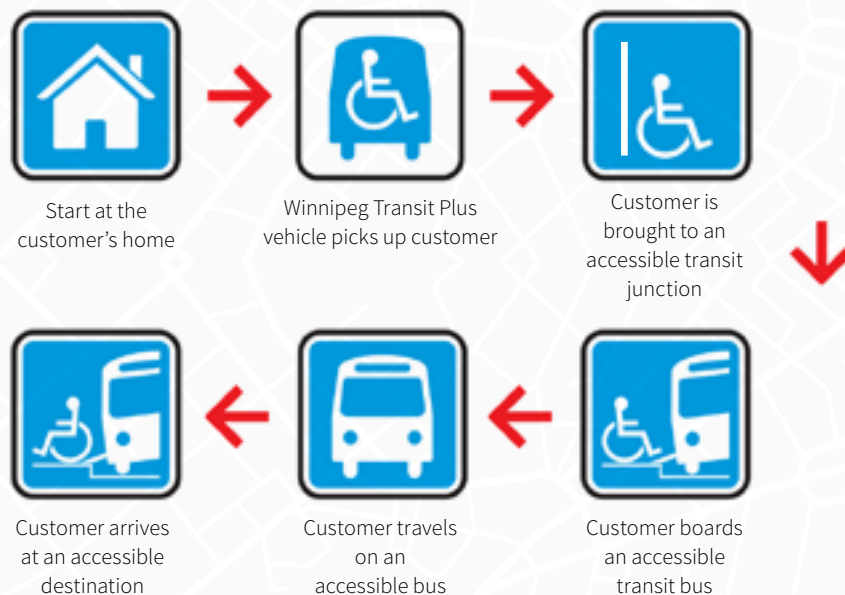 Start at the
customer’s home
Winnipeg Transit Plus
vehicle picks up customer
Customer is
brought to an
accessible transit
junction
Customer boards
an accessible
transit bus
Customer travels
on an
accessible bus
Customer arrives
at an accessible
destination